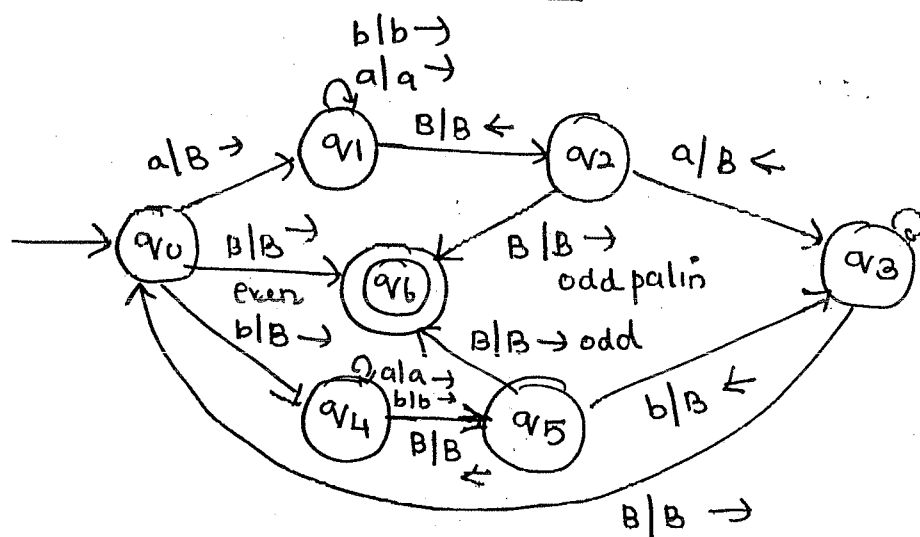 b|b →
a|a →
q1
B|B ←
q2
a|B →
a|B ←
q0
B|B →
even
q6
B|B →
odd palin
q3
b|B →
B|B → odd
a|a →
b|b →
q4
B|B
←
q5
b|B ←
B|B →